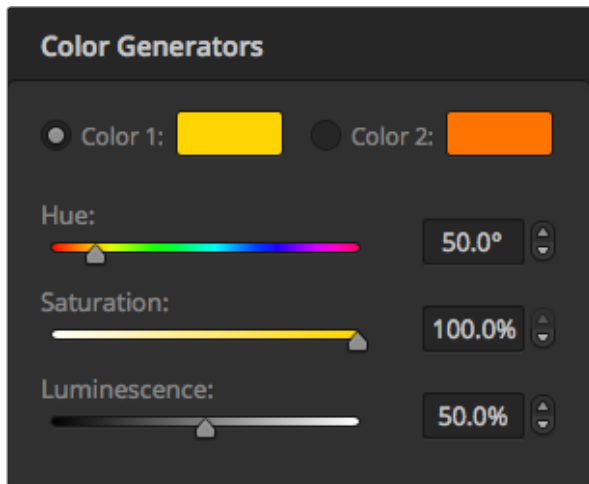 Color Generators
Color 1: Color 2:
Hue:
50.0°
Saturation:
100.0%
Luminescence:
50.0%